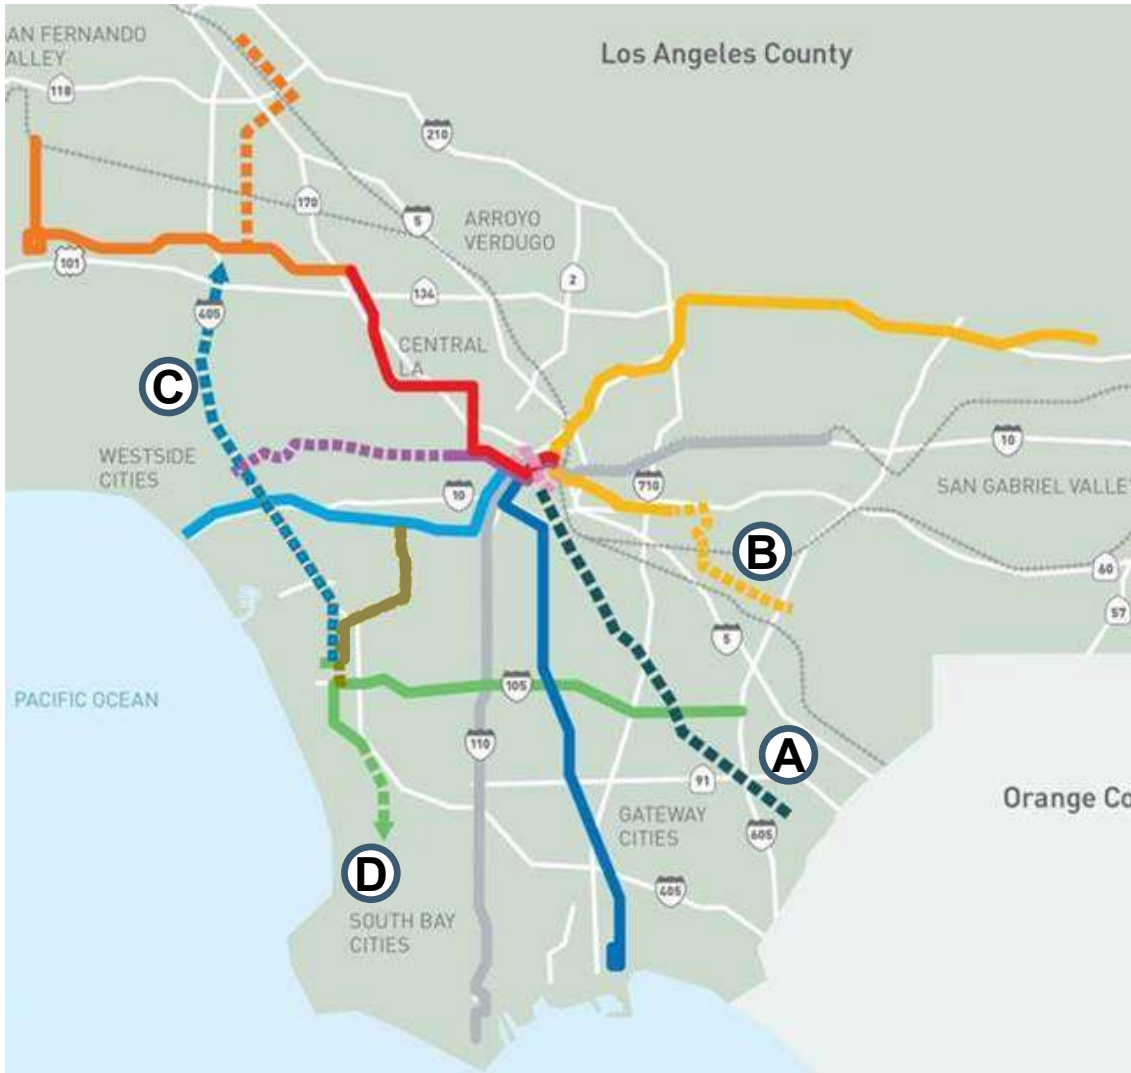 AN FERNANDO
ALLEY
Los Angeles County
118
210
170
5
ARROYO
VERDUGO
101
2
134
405
CENTRAL
LA
C
WESTSIDE
CITIES
10
10
710
SAN GABRIEL VALLEY
B
60
57
5
PACIFIC OCEAN
105
110
A
91
Orange Co
GATEWAY
CITIES
605
D
405
SOUTH BAY
CITIES